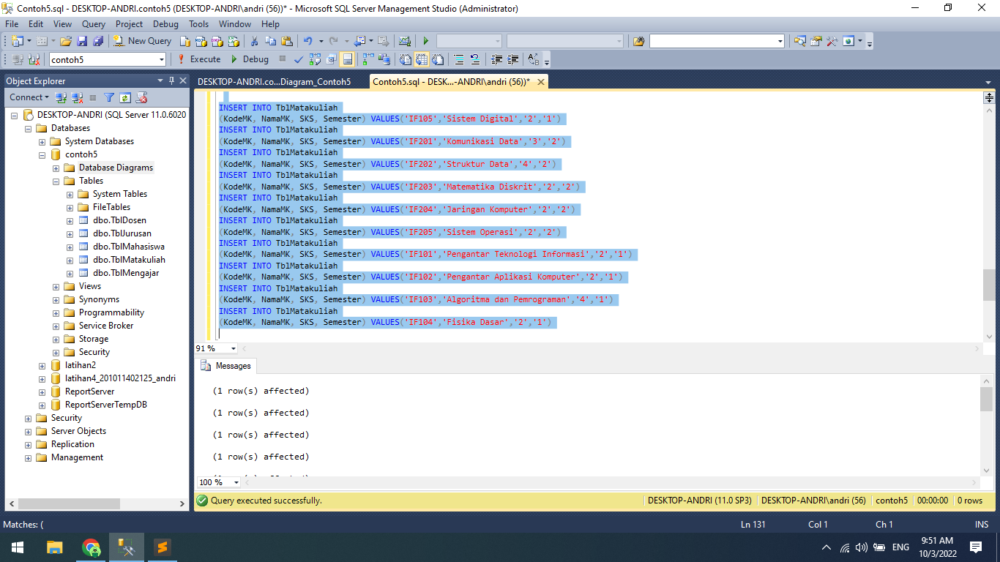 Contoh5.sql - DESKTOP-ANDRI.contoh5 (DESKTOP-ANDRI\andri (56))* - Microsoft SQL Server Management Studio (Administrator)
File Edit View Query Project Debug Tools Window Help
New Query
contoh5 Execute Debug
Object Explorer
Connect
DESKTOP-ANDRI (SQL Server 11.0.6020
Databases
System Databases
contoh5
Database Diagrams
Tables
System Tables
FileTables
dbo.TblDosen
dbo.TblJurusan
dbo.TblMahasiswa
dbo.TblMatakuliah
dbo.TblMengajar
Views
Synonyms
Programmability
Service Broker
Storage
Security
latihan2
latihan4_201011402125_andri
ReportServer
ReportServerTempDB
Security
Server Objects
Replication
Management
DESKTOP-ANDRI.co...Diagram_Contoh5
Contoh5.sql - DESK...-ANDRI\andri (56))*
INSERT INTO TblMatakuliah
(KodeMK, NamaMK, SKS, Semester) VALUES('IF105','Sistem Digital','2','1')
INSERT INTO TblMatakuliah
(KodeMK, NamaMK, SKS, Semester) VALUES('IF201','Komunikasi Data','3','2')
INSERT INTO TblMatakuliah
(KodeMK, NamaMK, SKS, Semester) VALUES('IF202','Struktur Data','4','2')
INSERT INTO TblMatakuliah
(KodeMK, NamaMK, SKS, Semester) VALUES('IF203','Matematika Diskrit','2','2')
INSERT INTO TblMatakuliah
(KodeMK, NamaMK, SKS, Semester) VALUES('IF204','Jaringan Komputer','2','2')
INSERT INTO TblMatakuliah
(KodeMK, NamaMK, SKS, Semester) VALUES('IF205','Sistem Operasi','2','2')
INSERT INTO TblMatakuliah
(KodeMK, NamaMK, SKS, Semester) VALUES('IF101','Pengantar Teknologi Informasi','2','1')
INSERT INTO TblMatakuliah
(KodeMK, NamaMK, SKS, Semester) VALUES('IF102','Pengantar Aplikasi Komputer','2','1')
INSERT INTO TblMatakuliah
(KodeMK, NamaMK, SKS, Semester) VALUES('IF103','Algoritma dan Pemrograman','4','1')
INSERT INTO TblMatakuliah
(KodeMK, NamaMK, SKS, Semester) VALUES('IF104','Fisika Dasar','2','1')
91 %
Messages
(1 row(s) affected)
(1 row(s) affected)
(1 row(s) affected)
(1 row(s) affected)
100 %
Query executed successfully. DESKTOP-ANDRI (11.0 SP3) DESKTOP-ANDRI\andri (56) contoh5 00:00:00 0 rows
Matches: ( Ln 131 Col 1 Ch 1 INS
ENG
9:51 AM
10/3/2022